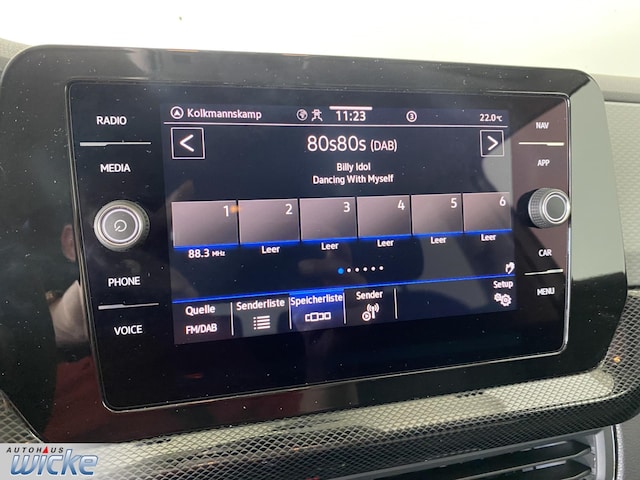 Kolkmannskamp 11:23 3 22.0°C
RADIO
MEDIA
PHONE
VOICE
80s80s (DAB)
Billy Idol
Dancing With Myself
1 2 3 4 5 6
88.3 MHz Leer Leer Leer Leer Leer
Quelle
FM/DAB
Senderliste
Speicherliste
Sender
Setup
NAV
APP
CAR
MENU
AUTOHAUS
WICKE